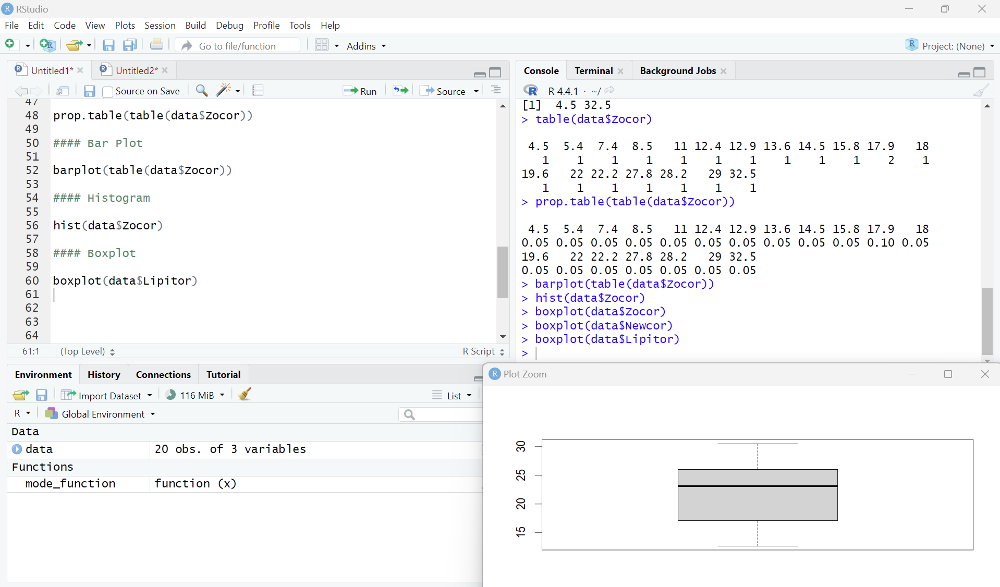 RStudio
File Edit Code View Plots Session Build Debug Profile Tools Help
Go to file/function Addins Project: (None)
Untitled1* Untitled2*
Source on Save Run Source
47
48 prop.table(table(data$Zocor))
49
50 #### Bar Plot
51
52 barplot(table(data$Zocor))
53
54 #### Histogram
55
56 hist(data$Zocor)
57
58 #### Boxplot
59
60 boxplot(data$Lipitor)
61
62
63
64
61:1 (Top Level) R Script
Console Terminal Background Jobs
R 4.4.1 · ~/
[1]  4.5 32.5
> table(data$Zocor)
 4.5  5.4  7.4  8.5   11 12.4 12.9 13.6 14.5 15.8 17.9   18
   1    1    1    1    1    1    1    1    1    1    2    1
19.6   22 22.2 27.8 28.2   29 32.5
   1    1    1    1    1    1    1
> prop.table(table(data$Zocor))
 4.5  5.4  7.4  8.5   11 12.4 12.9 13.6 14.5 15.8 17.9   18
0.05 0.05 0.05 0.05 0.05 0.05 0.05 0.05 0.05 0.05 0.10 0.05
19.6   22 22.2 27.8 28.2   29 32.5
0.05 0.05 0.05 0.05 0.05 0.05 0.05
> barplot(table(data$Zocor))
> hist(data$Zocor)
> boxplot(data$Zocor)
> boxplot(data$Newcor)
> boxplot(data$Lipitor)
>
Environment History Connections Tutorial
Import Dataset 116 MiB List
R Global Environment
Data
data 20 obs. of 3 variables
Functions
mode_function function (x)
R Plot Zoom
30
25
20
15